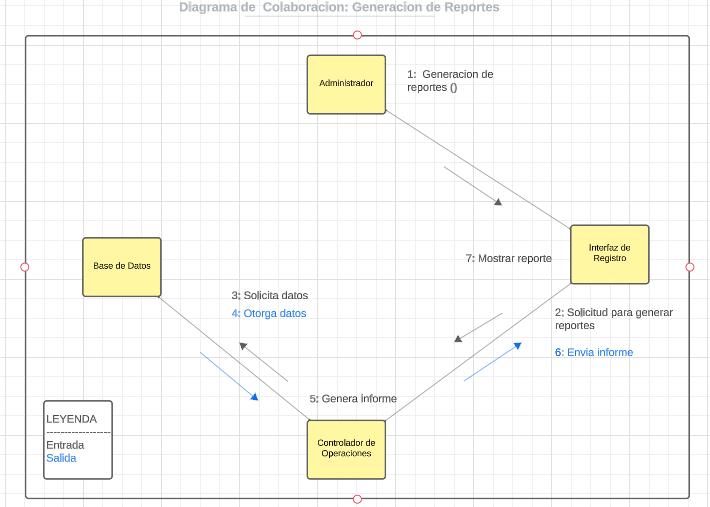 Diagrama de Colaboracion: Generacion de Reportes
Administrador
1: Generacion de
reportes ()
Interfaz de
Registro
7: Mostrar reporte
Base de Datos
3: Solicita datos
4: Otorga datos
2: Solicitud para generar
reportes
6: Envia informe
5: Genera informe
Controlador de
Operaciones
LEYENDA
------------------
Entrada
Salida